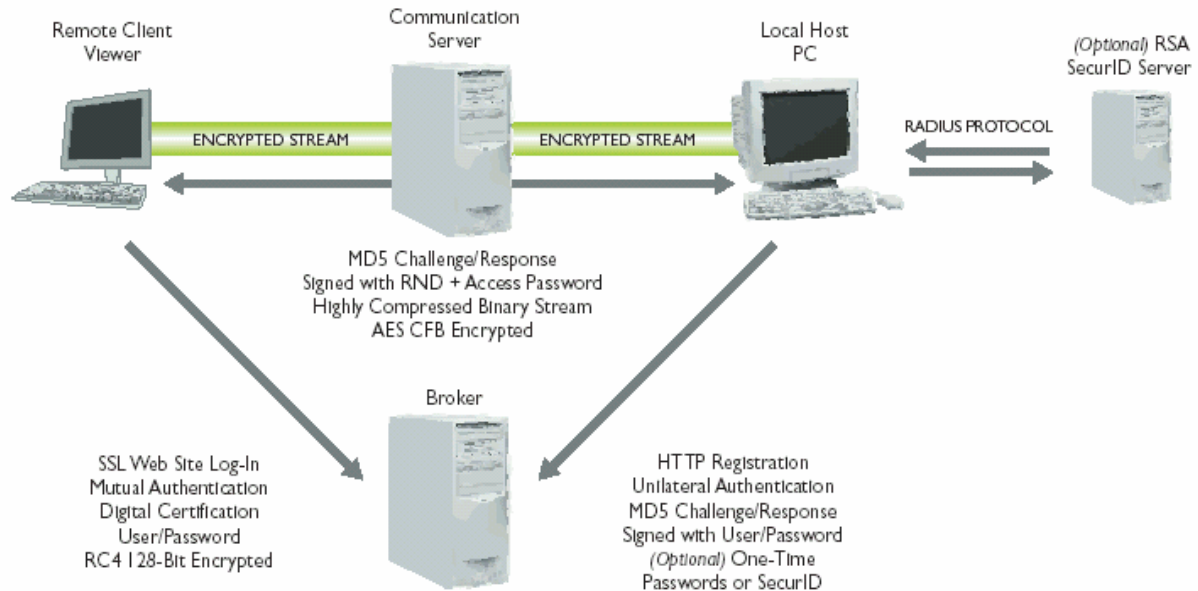 Remote Client
Viewer
Communication
Server
Local Host
PC
(Optional) RSA
SecurID Server
ENCRYPTED STREAM
ENCRYPTED STREAM
RADIUS PROTOCOL
MD5 Challenge/Response
Signed with RND + Access Password
Highly Compressed Binary Stream
AES CFB Encrypted
Broker
SSL Web Site Log-In
Mutual Authentication
Digital Certification
User/Password
RC4 128-Bit Encrypted
HTTP Registration
Unilateral Authentication
MD5 Challenge/Response
Signed with User/Password
(Optional) One-Time
Passwords or SecurID